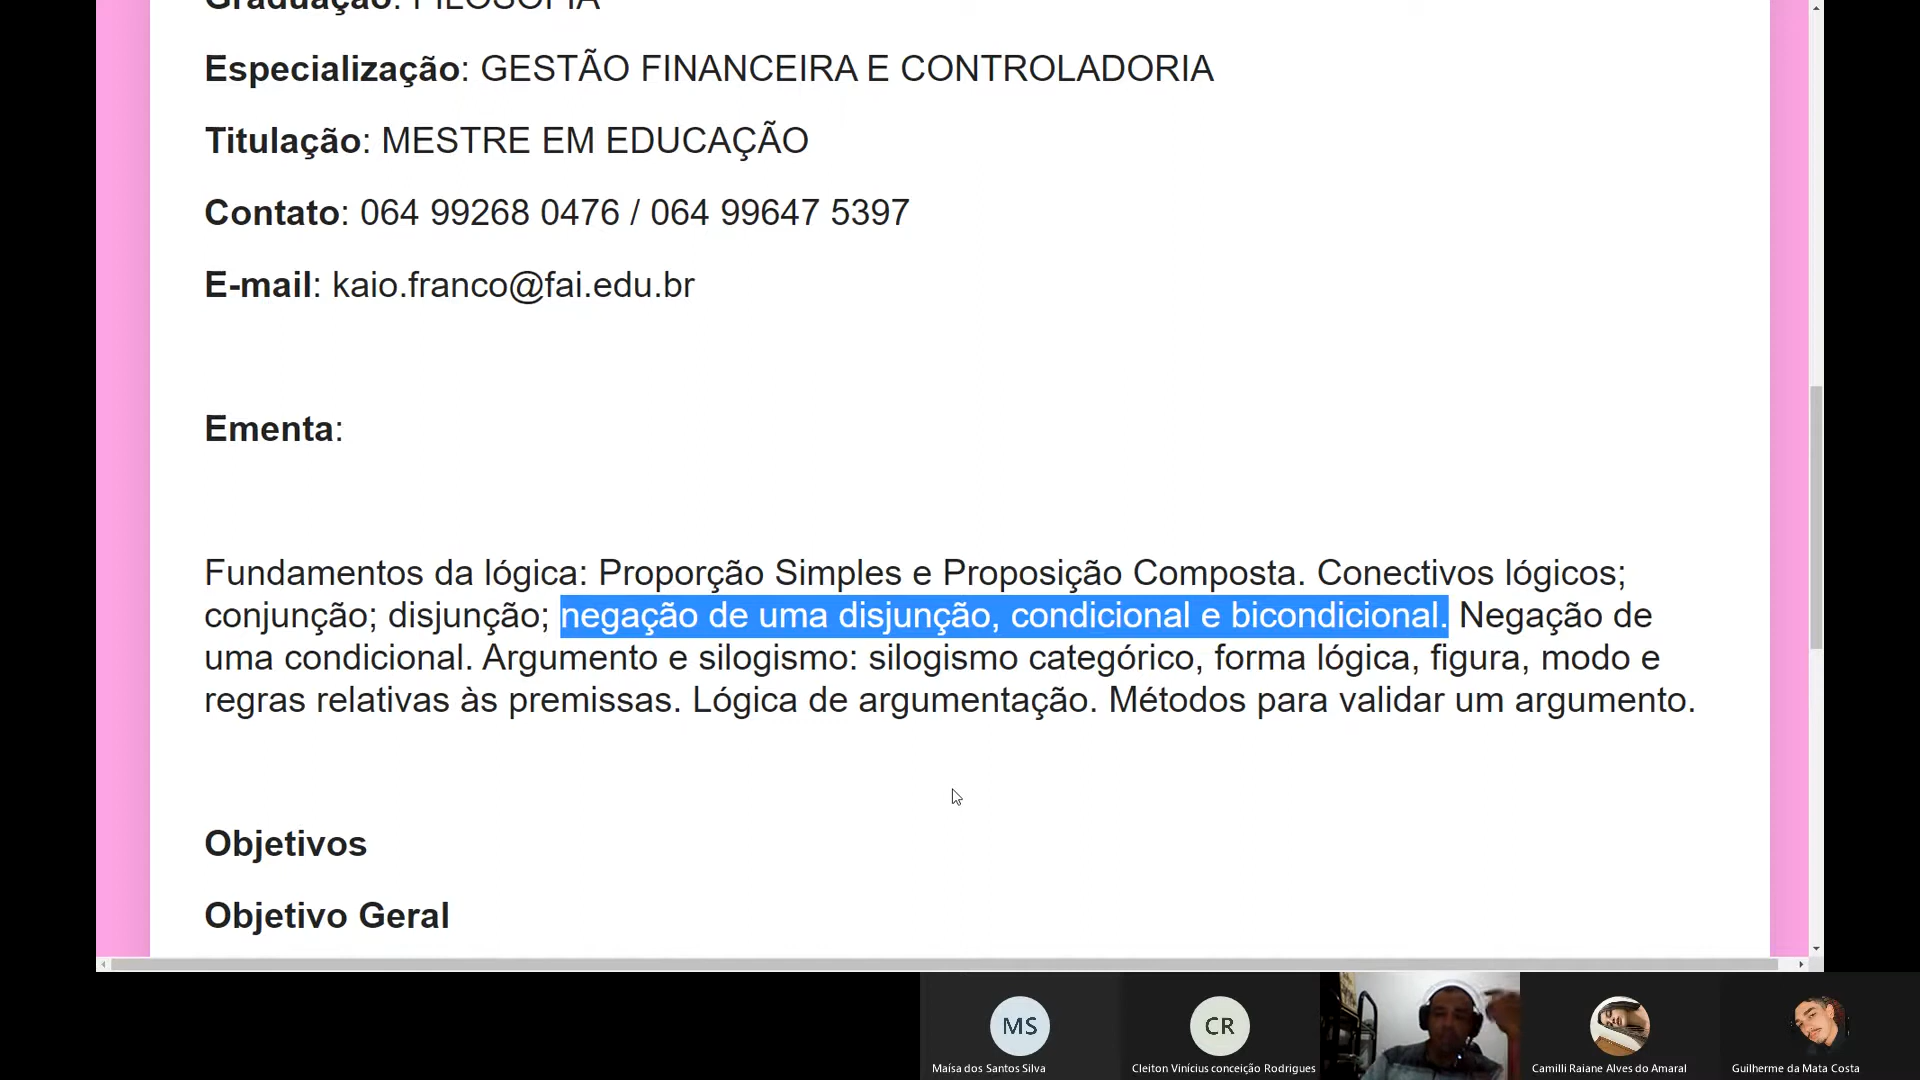 Graduação: FILOSOFIA
Especialização: GESTÃO FINANCEIRA E CONTROLADORIA
Titulação: MESTRE EM EDUCAÇÃO
Contato: 064 99268 0476 / 064 99647 5397
E-mail: kaio.franco@fai.edu.br
Ementa:
Fundamentos da lógica: Proporção Simples e Proposição Composta. Conectivos lógicos;
conjunção; disjunção; negação de uma disjunção, condicional e bicondicional. Negação de
uma condicional. Argumento e silogismo: silogismo categórico, forma lógica, figura, modo e
regras relativas às premissas. Lógica de argumentação. Métodos para validar um argumento.
Objetivos
Objetivo Geral
MS
CR
Maísa dos Santos Silva
Cleiton Vinícius conceição Rodrigues
Camilli Raiane Alves do Amaral
Guilherme da Mata Costa